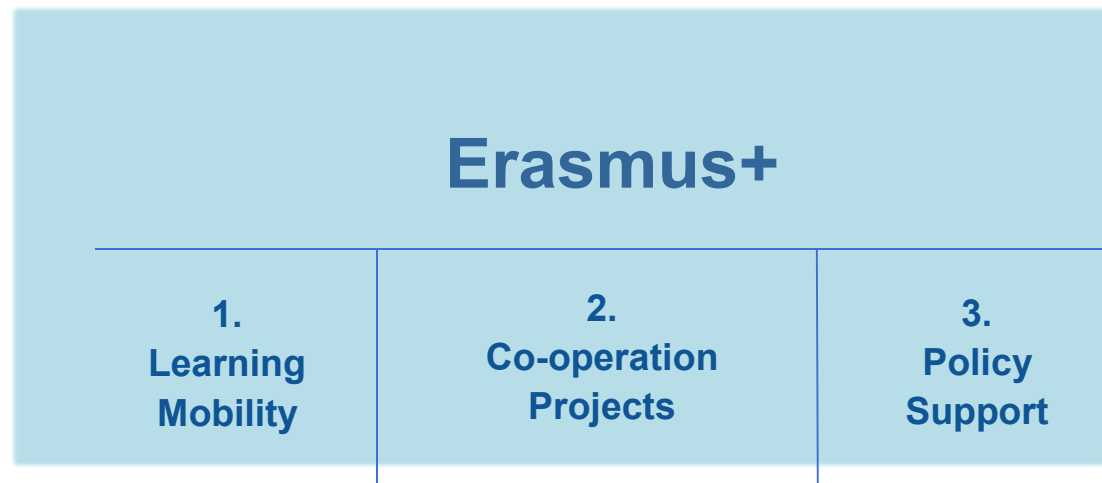 Erasmus+
1.
Learning
Mobility
2.
Co-operation
Projects
3.
Policy
Support